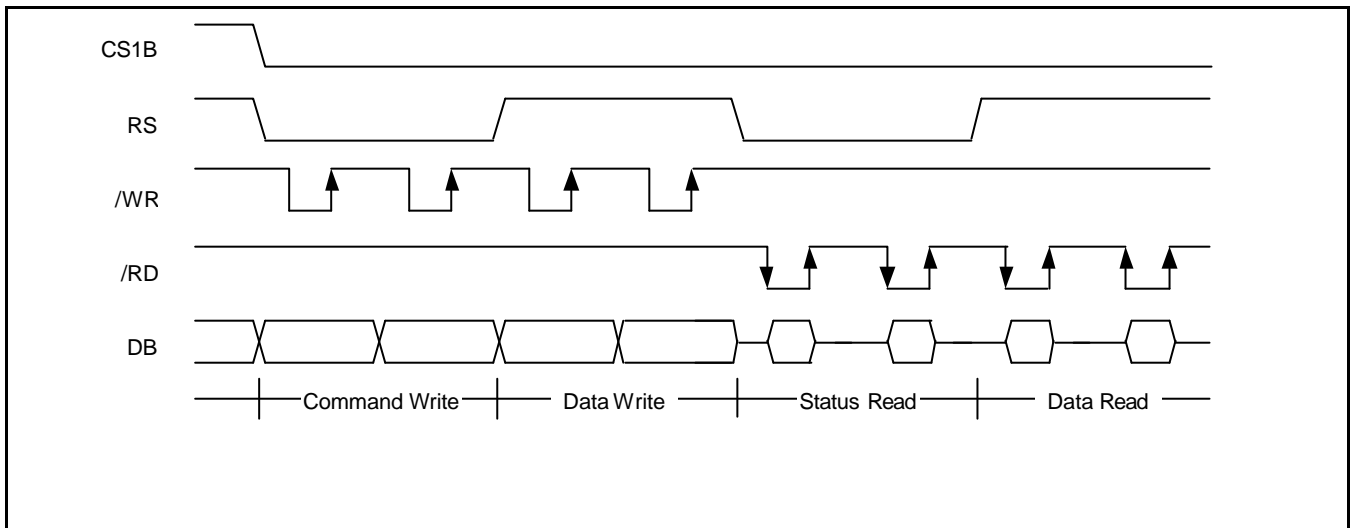 CS1B
RS
/WR
/RD
DB
Command Write
Data Write
Status Read
Data Read